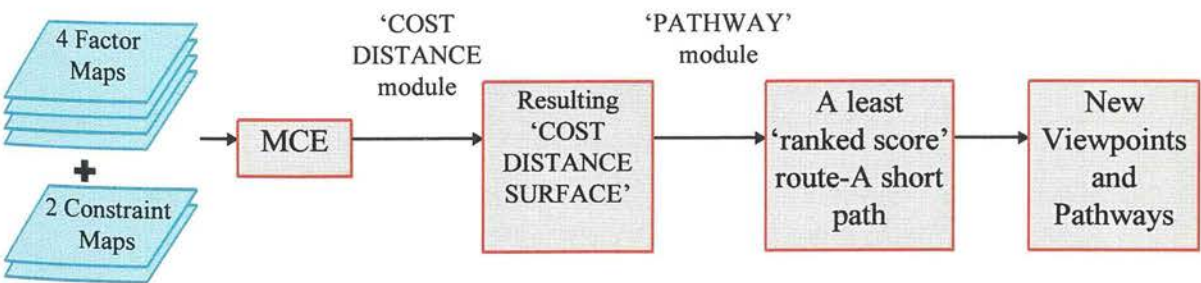 4 Factor
Maps
+
2 Constraint
Maps
MCE
‘COST
DISTANCE
module
Resulting
‘COST
DISTANCE
SURFACE’
‘PATHWAY’
module
A least
‘ranked score’
route-A short
path
New
Viewpoints
and
Pathways